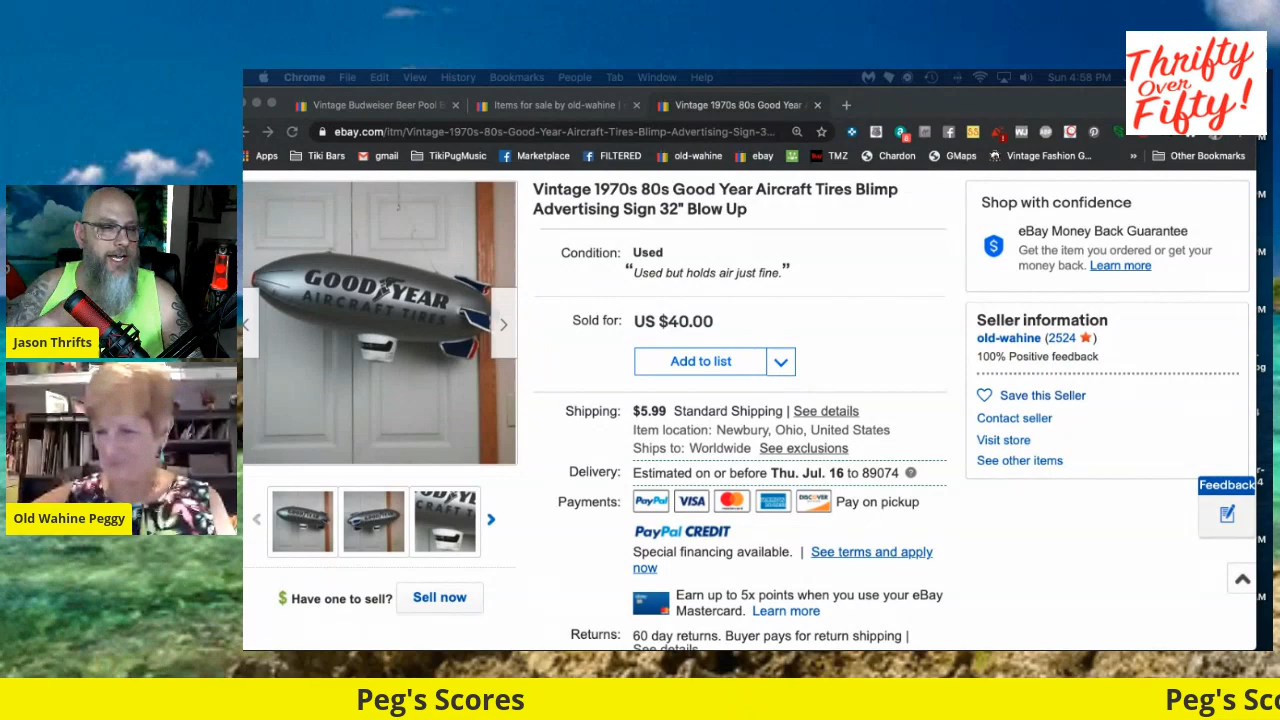 Thrifty
Over
Fifty!
Chrome File Edit View History Bookmarks People Tab Window Help
Sun 4:58 PM
Vintage Budweiser Beer Pool
Items for sale by old-wahine |
Vintage 1970s 80s Good Year
ebay.com/itm/Vintage-1970s-80s-Good-Year-Aircraft-Tires-Blimp-Advertising-Sign-3...
Apps Tiki Bars gmail TikiPugMusic Marketplace FILTERED old-wahine ebay TMZ Chardon GMaps Vintage Fashion G... » Other Bookmarks
GOODYEAR
AIRCRAFT TIRES
Vintage 1970s 80s Good Year Aircraft Tires Blimp
Advertising Sign 32" Blow Up
Condition: Used
"Used but holds air just fine."
Sold for: US $40.00
Add to list
Shipping: $5.99 Standard Shipping | See details
Item location: Newbury, Ohio, United States
Ships to: Worldwide See exclusions
Delivery: Estimated on or before Thu. Jul. 16 to 89074
Payments: PayPal VISA DISCOVER Pay on pickup
PayPal CREDIT
Special financing available. | See terms and apply
now
Earn up to 5x points when you use your eBay
Mastercard. Learn more
Returns: 60 day returns. Buyer pays for return shipping |
See details
$ Have one to sell? Sell now
Shop with confidence
eBay Money Back Guarantee
Get the item you ordered or get your
money back. Learn more
Seller information
old-wahine (2524)
100% Positive feedback
Save this Seller
Contact seller
Visit store
See other items
Feedback
Jason Thrifts
Old Wahine Peggy
Peg's Scores
Peg's Sco